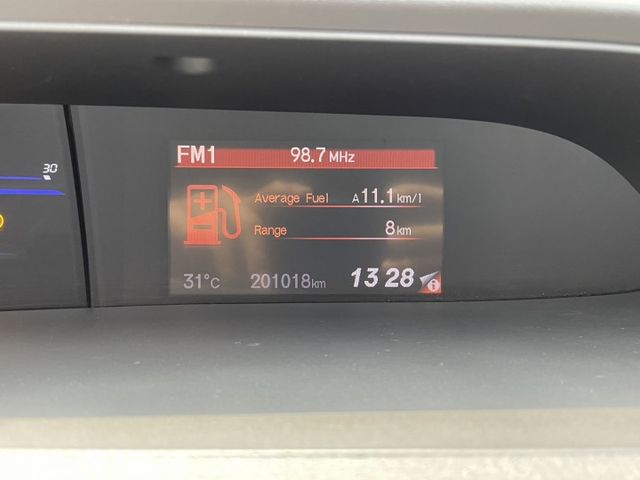 FM1 98.7 MHz
30
Average Fuel A 11.1 km/l
Range 8 km
31°C 201018 km 13 28 i